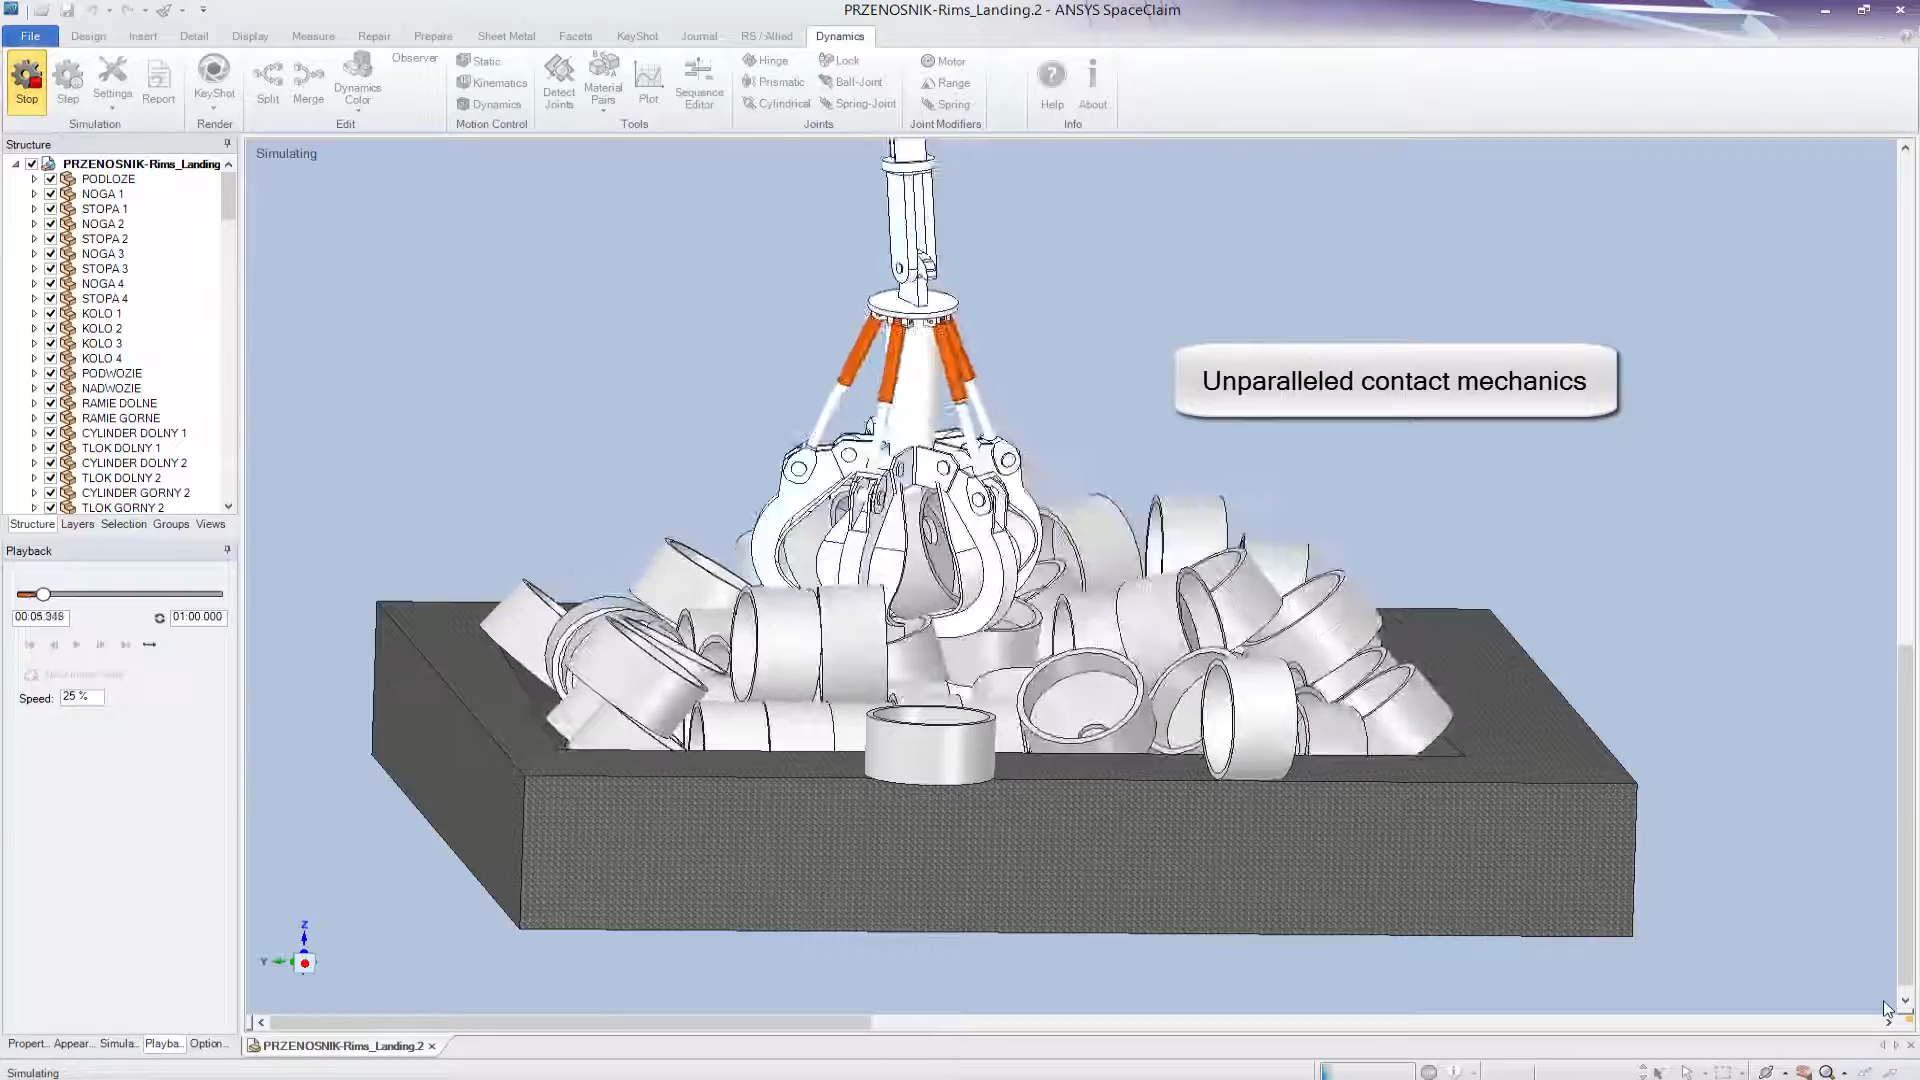 PRZENOSNIK-Rims_Landing.2 - ANSYS SpaceClaim
File Design Insert Detail Display Measure Repair Prepare Sheet Metal Facets KeyShot Journal RS / Allied Dynamics
Stop Step Settings Report
Simulation
KeyShot
Render
Split Merge Dynamics Color Observer
Edit
Static
Kinematics
Dynamics
Motion Control
Detect Joints Material Pairs Plot Sequence Editor
Tools
Hinge Lock
Prismatic Ball-Joint
Cylindrical Spring-Joint
Joints
Motor
Range
Spring
Joint Modifiers
Help About
Info
Structure
PRZENOSNIK-Rims_Landing
PODLOZE
NOGA 1
STOPA 1
NOGA 2
STOPA 2
NOGA 3
STOPA 3
NOGA 4
STOPA 4
KOLO 1
KOLO 2
KOLO 3
KOLO 4
PODWOZIE
NADWOZIE
RAMIE DOLNE
RAMIE GORNE
CYLINDER DOLNY 1
TLOK DOLNY 1
CYLINDER DOLNY 2
TLOK DOLNY 2
CYLINDER GORNY 2
TLOK GORNY 2
Structure Layers Selection Groups Views
Playback
00:05.348 01:00.000
Speed: 25 %
Propert... Appear... Simula... Playba... Option...
Simulating
Simulating
Unparalleled contact mechanics
Z
Y
PRZENOSNIK-Rims_Landing.2